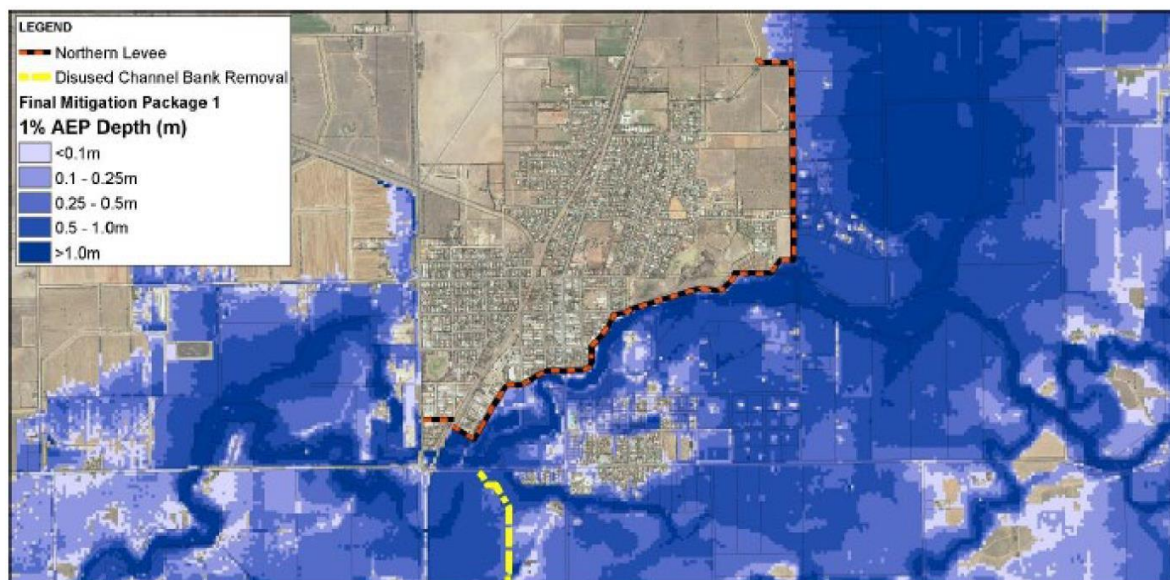 LEGEND
Northern Levee
Disused Channel Bank Removal
Final Mitigation Package 1
1% AEP Depth (m)
<0.1m
0.1 - 0.25m
0.25 - 0.5m
0.5 - 1.0m
>1.0m